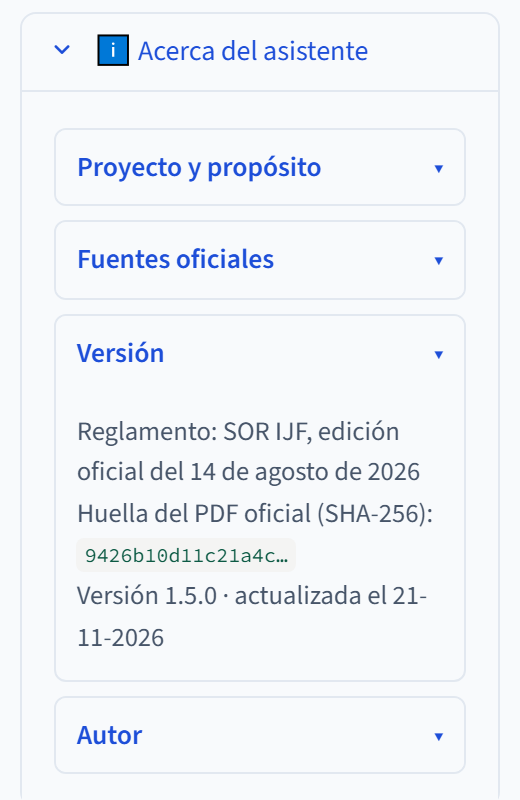 Acerca del asistente
Proyecto y propósito
Fuentes oficiales
Versión
Reglamento: SOR IJF, edición
oficial del 14 de agosto de 2026
Huella del PDF oficial (SHA-256):
9426b10d11c21a4c…
Versión 1.5.0 · actualizada el 21-
11-2026
Autor